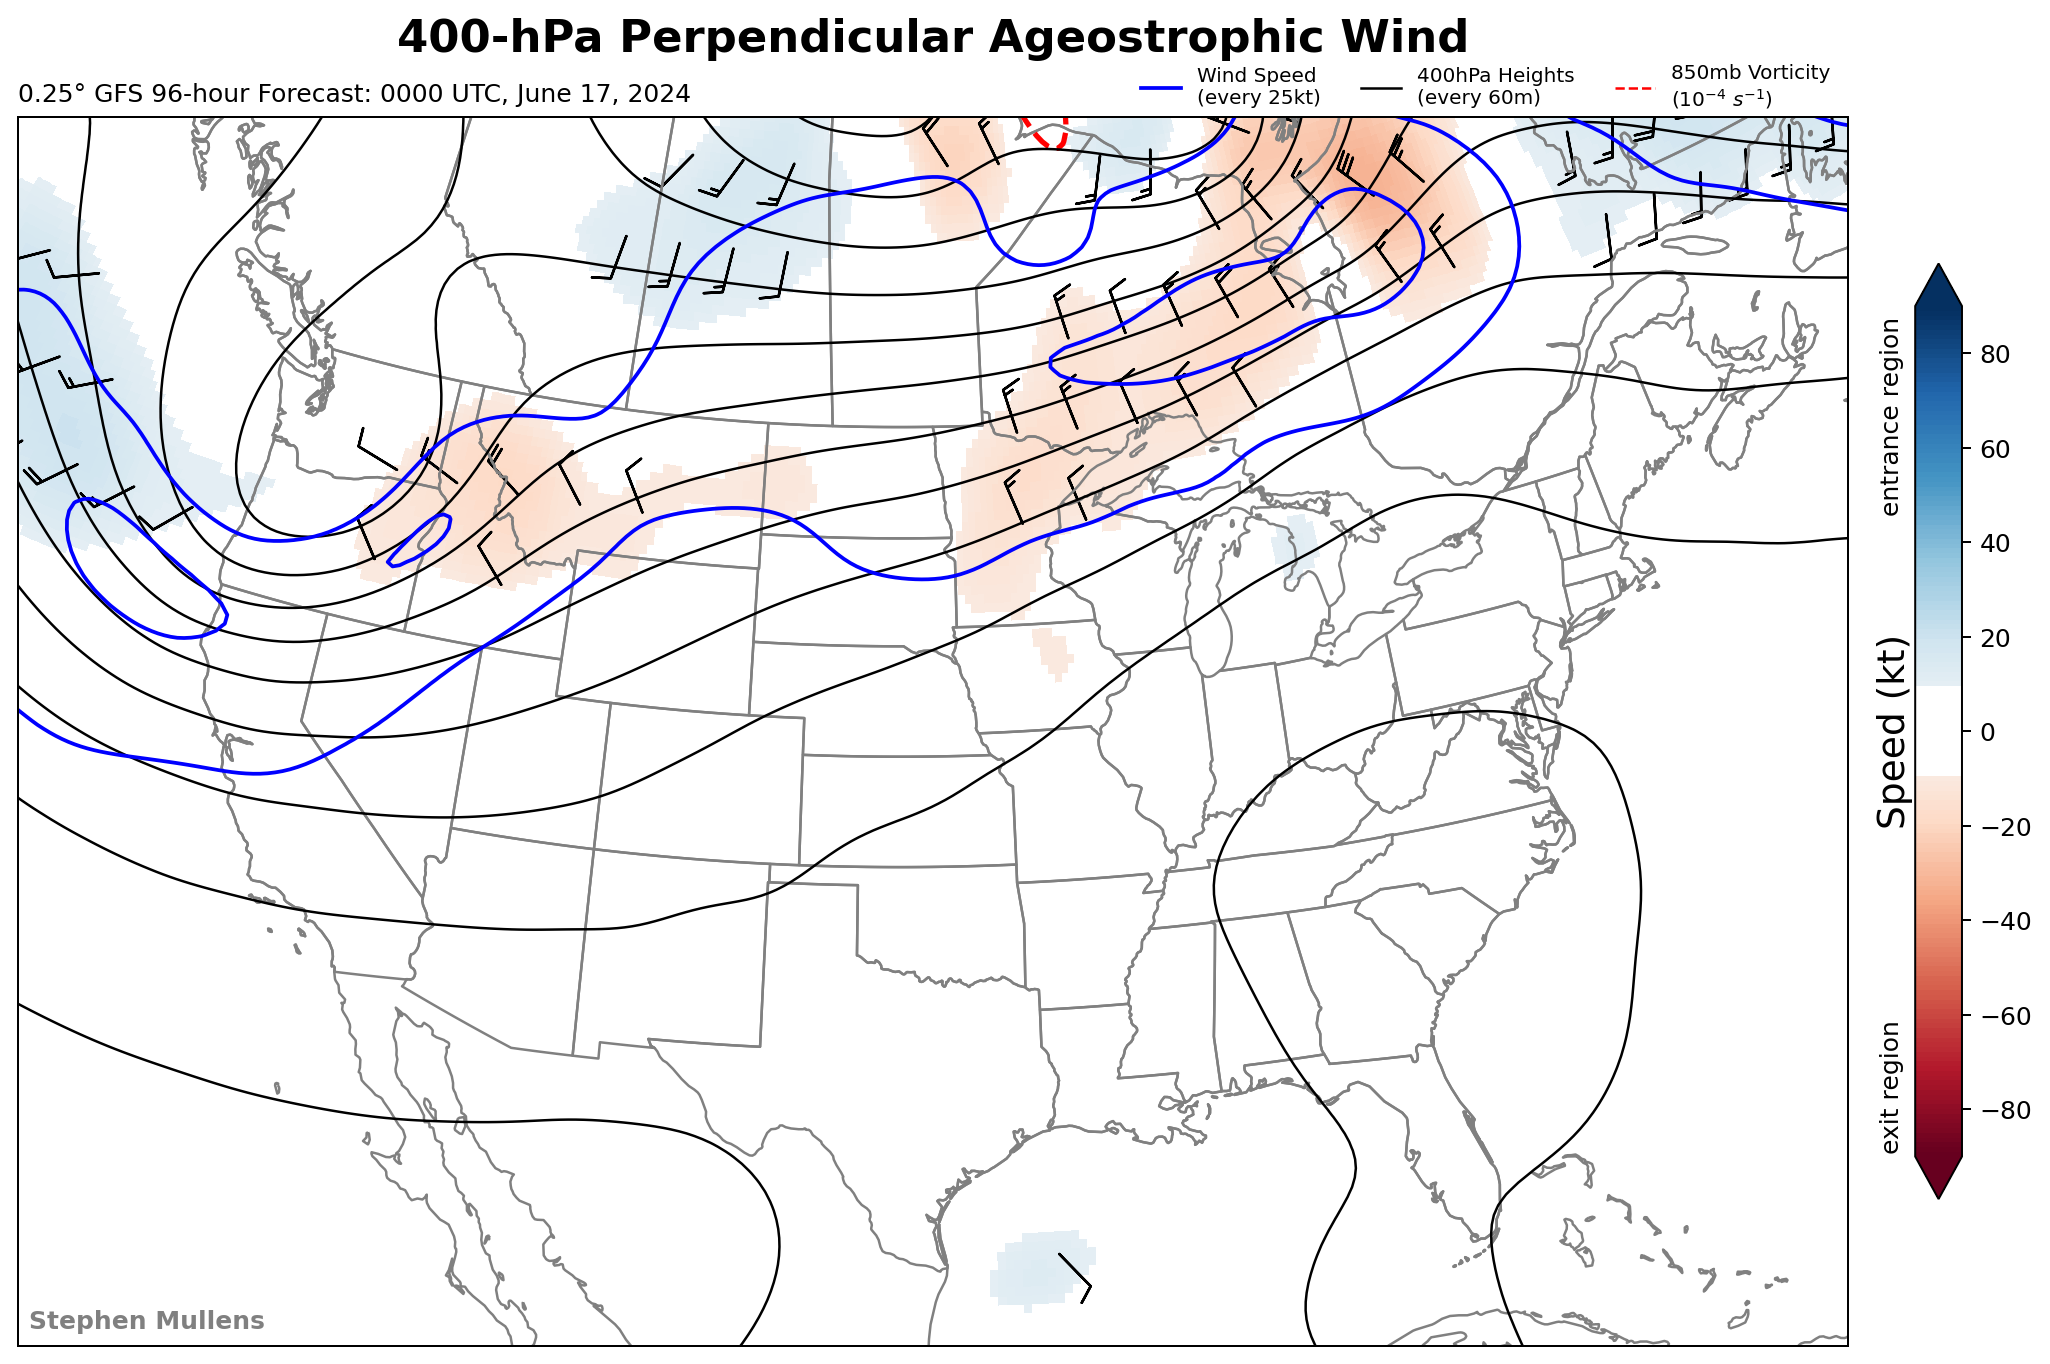 400-hPa Perpendicular Ageostrophic Wind
0.25° GFS 96-hour Forecast: 0000 UTC, June 17, 2024
Wind Speed
(every 25kt)
400hPa Heights
(every 60m)
850mb Vorticity
(10⁻⁴ s⁻¹)
entrance region
Speed (kt)
exit region
80
60
40
20
0
−20
−40
−60
−80
Stephen Mullens